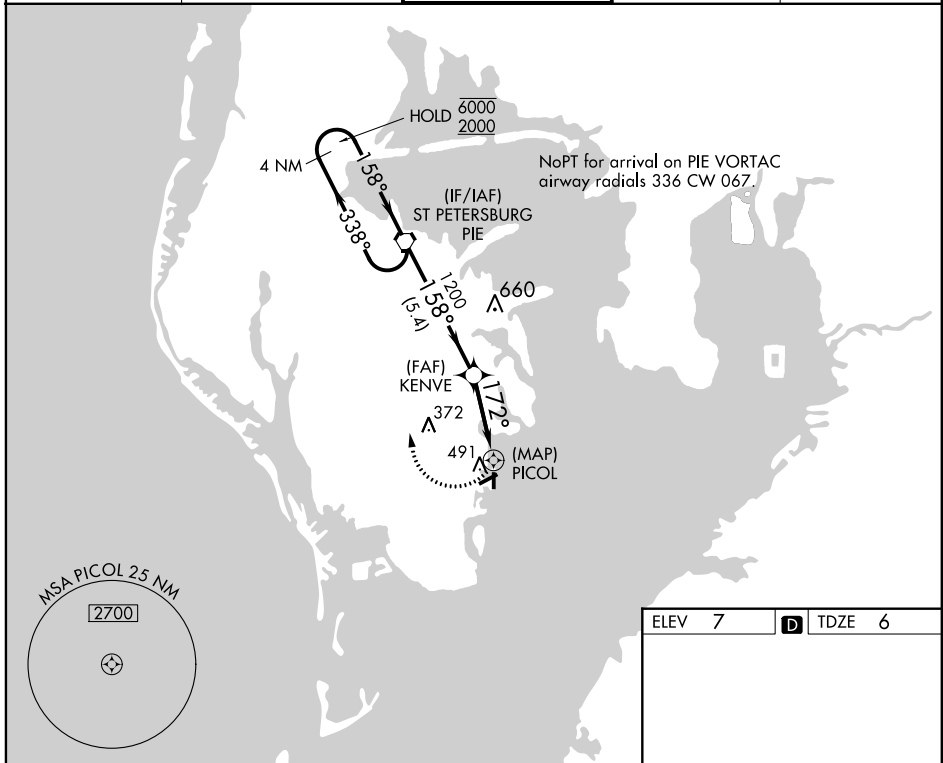 HOLD 6000
2000
4 NM
158°
NoPT for arrival on PIE VORTAC
airway radials 336 CW 067.
(IF/IAF)
ST PETERSBURG
PIE
338°
1200
158°
(5.4)
660
(FAF)
KENVE
172°
372
491
(MAP)
PICOL
MSA PICOL 25 NM
2700
ELEV 7 D TDZE 6